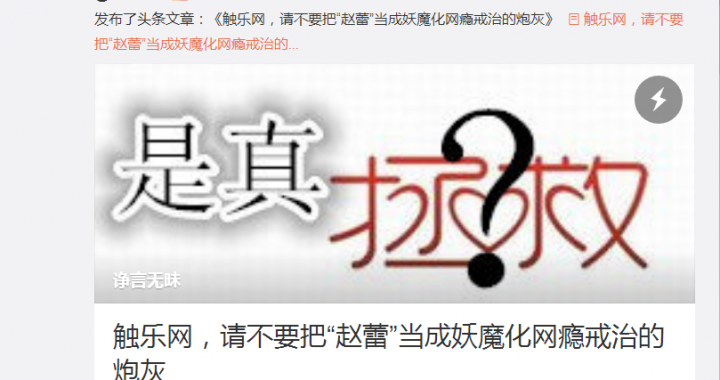 发布了头条文章：《触乐网，请不要把“赵蕾”当成妖魔化网瘾戒治的炮灰》 触乐网，请不要
把“赵蕾”当成妖魔化网瘾戒治的...
是真拯救?
诤言无昧
触乐网，请不要把“赵蕾”当成妖魔化网瘾戒治的
炮灰